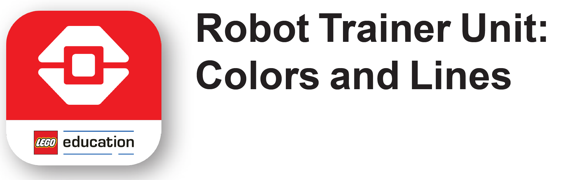 Robot Trainer Unit:
Colors and Lines
LEGO education